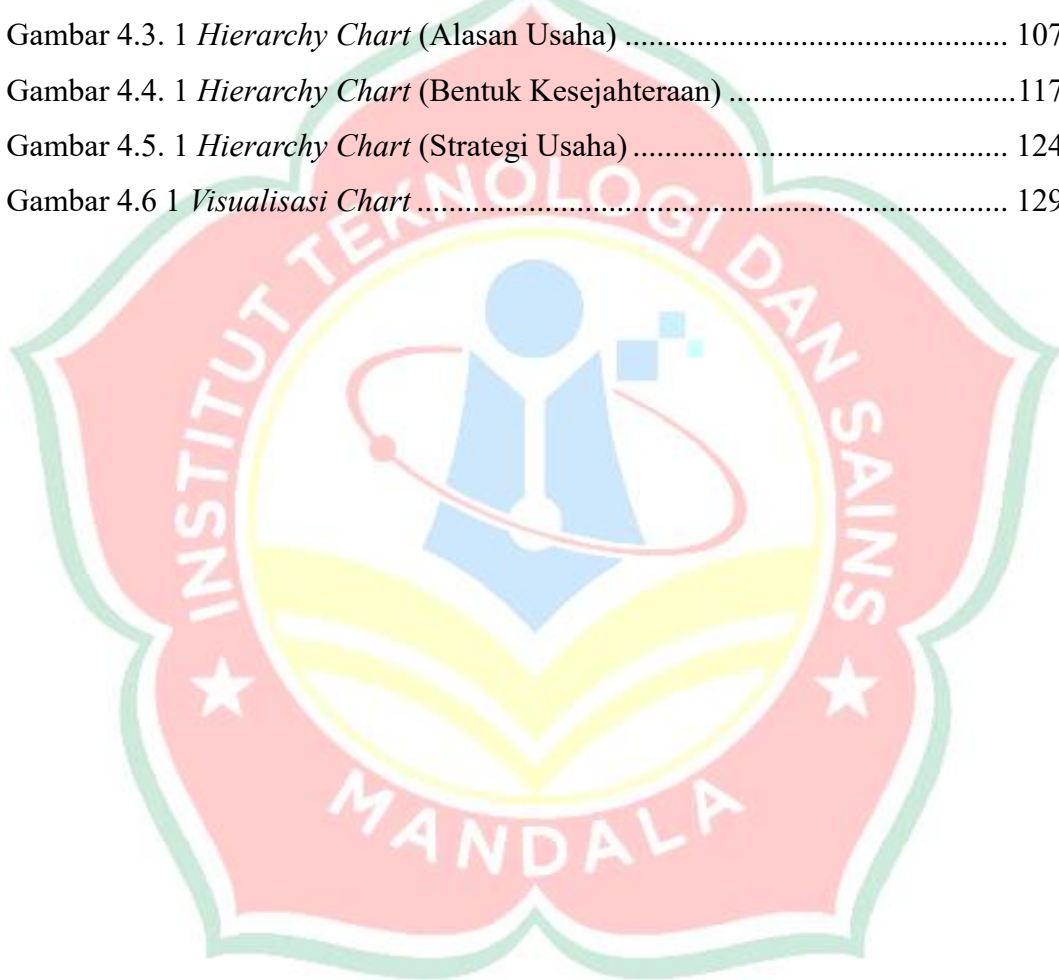 Gambar 4.3. 1 Hierarchy Chart (Alasan Usaha) ................................................ 107
Gambar 4.4. 1 Hierarchy Chart (Bentuk Kesejahteraan) ....................................117
Gambar 4.5. 1 Hierarchy Chart (Strategi Usaha) ............................................... 124
Gambar 4.6 1 Visualisasi Chart .......................................................................... 129
INSTITUT TEKNOLOGI DAN SAINS
MANDALA